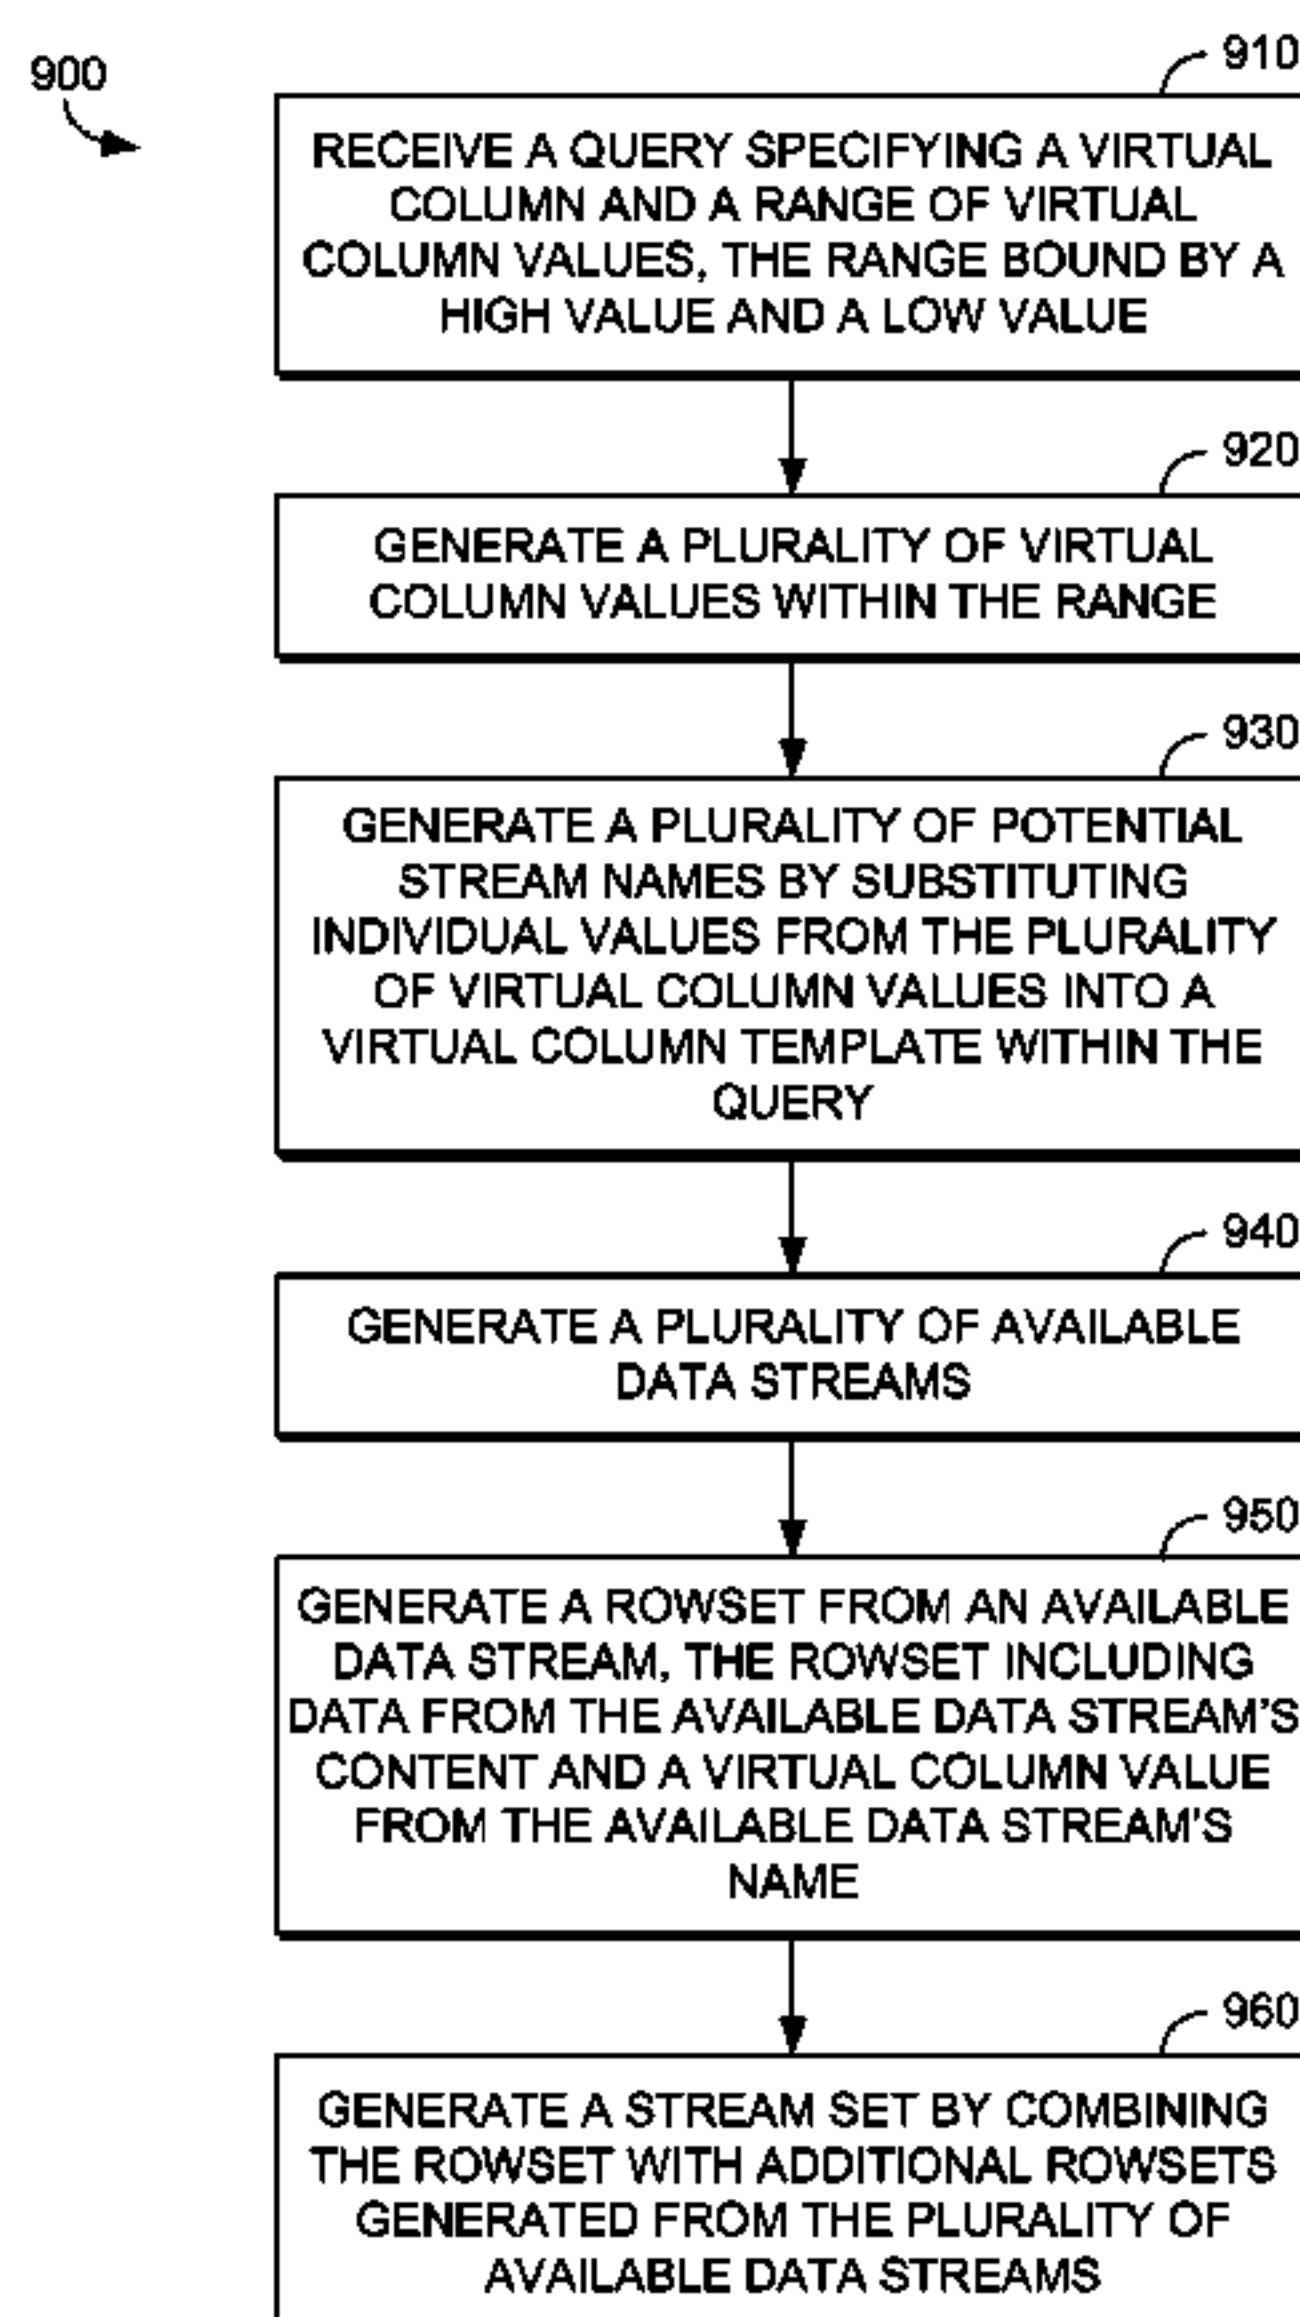 900
910
RECEIVE A QUERY SPECIFYING A VIRTUAL
COLUMN AND A RANGE OF VIRTUAL
COLUMN VALUES, THE RANGE BOUND BY A
HIGH VALUE AND A LOW VALUE
920
GENERATE A PLURALITY OF VIRTUAL
COLUMN VALUES WITHIN THE RANGE
930
GENERATE A PLURALITY OF POTENTIAL
STREAM NAMES BY SUBSTITUTING
INDIVIDUAL VALUES FROM THE PLURALITY
OF VIRTUAL COLUMN VALUES INTO A
VIRTUAL COLUMN TEMPLATE WITHIN THE
QUERY
940
GENERATE A PLURALITY OF AVAILABLE
DATA STREAMS
950
GENERATE A ROWSET FROM AN AVAILABLE
DATA STREAM, THE ROWSET INCLUDING
DATA FROM THE AVAILABLE DATA STREAM'S
CONTENT AND A VIRTUAL COLUMN VALUE
FROM THE AVAILABLE DATA STREAM'S
NAME
960
GENERATE A STREAM SET BY COMBINING
THE ROWSET WITH ADDITIONAL ROWSETS
GENERATED FROM THE PLURALITY OF
AVAILABLE DATA STREAMS